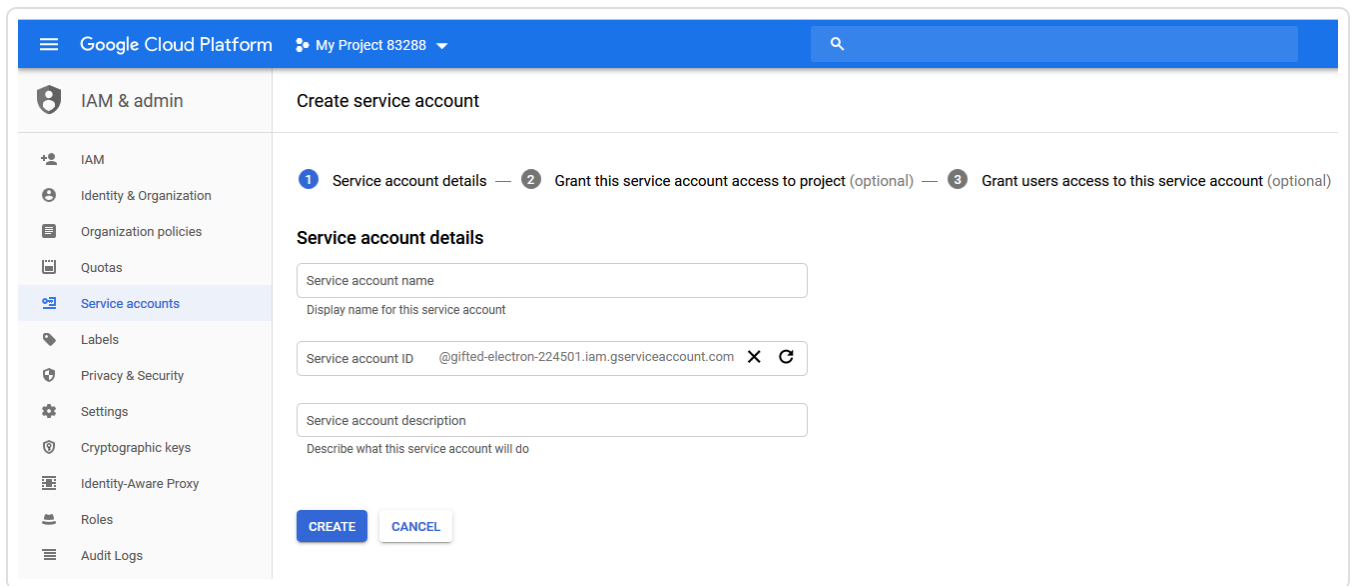 Google Cloud Platform My Project 83288
IAM & admin
Create service account
IAM
Identity & Organization
Organization policies
Quotas
Service accounts
Labels
Privacy & Security
Settings
Cryptographic keys
Identity-Aware Proxy
Roles
Audit Logs
1 Service account details — 2 Grant this service account access to project (optional) — 3 Grant users access to this service account (optional)
Service account details
Service account name
Display name for this service account
Service account ID @gifted-electron-224501.iam.gserviceaccount.com
Service account description
Describe what this service account will do
CREATE CANCEL